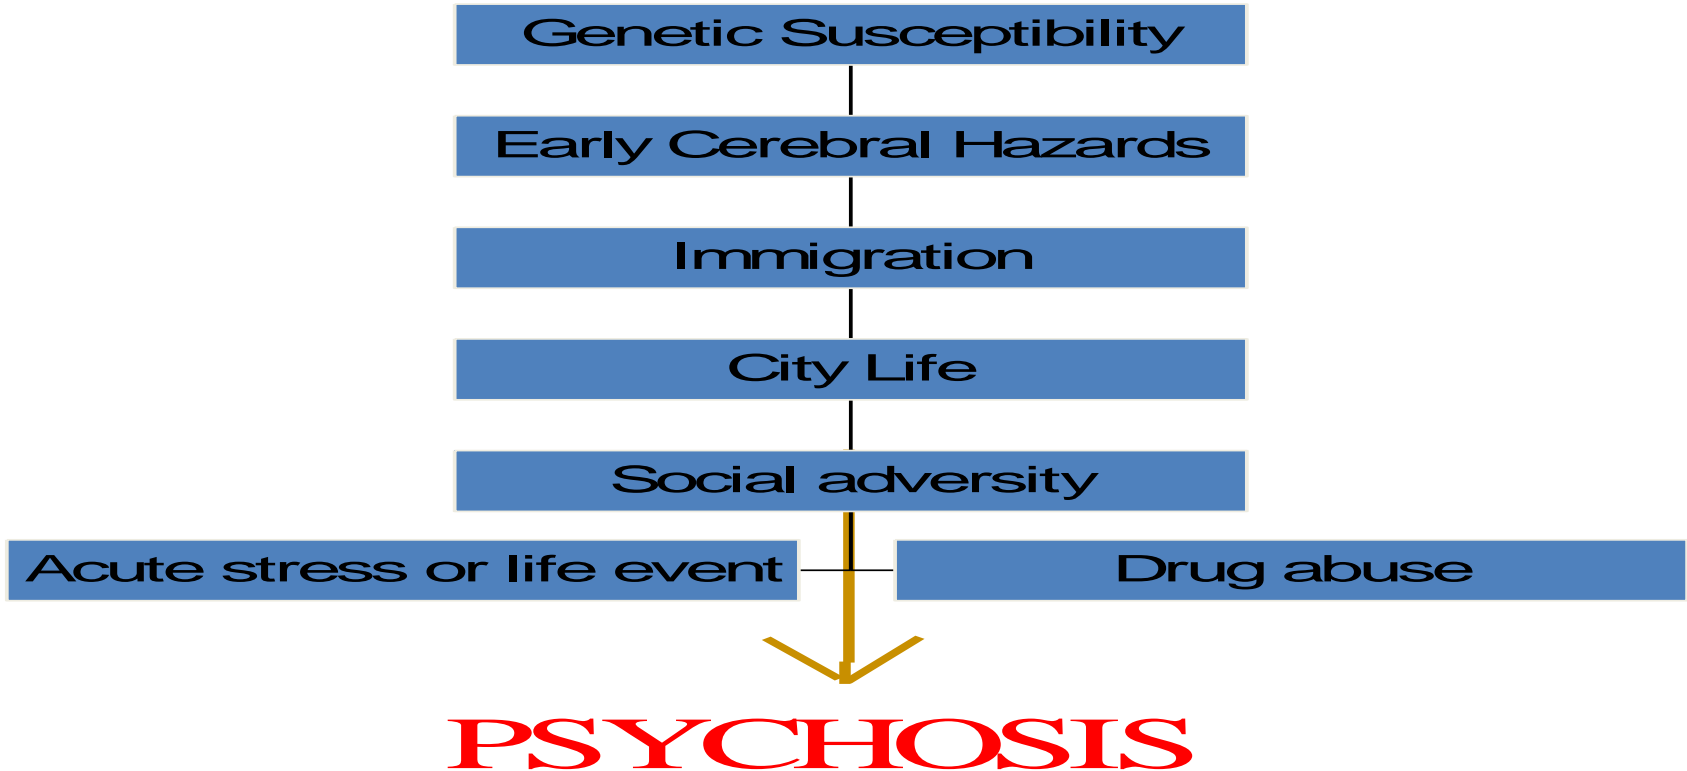 Genetic Susceptibility
Early Cerebral Hazards
Immigration
City Life
Social adversity
Acute stress or life event
Drug abuse
PSYCHOSIS